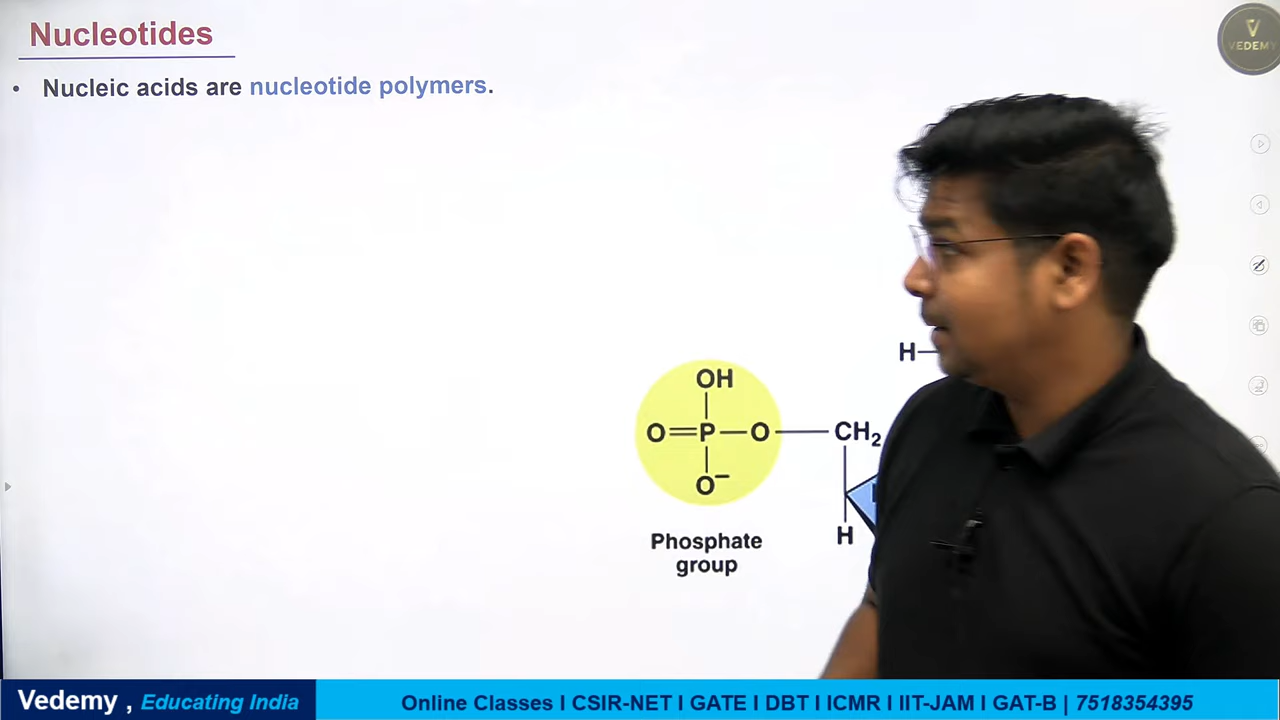 Nucleotides
V
VEDEMY
• Nucleic acids are nucleotide polymers.
H
OH
O=P—O—CH2
O−
H
Phosphate
group
Vedemy , Educating India
Online Classes I CSIR-NET I GATE I DBT I ICMR I IIT-JAM I GAT-B | 7518354395